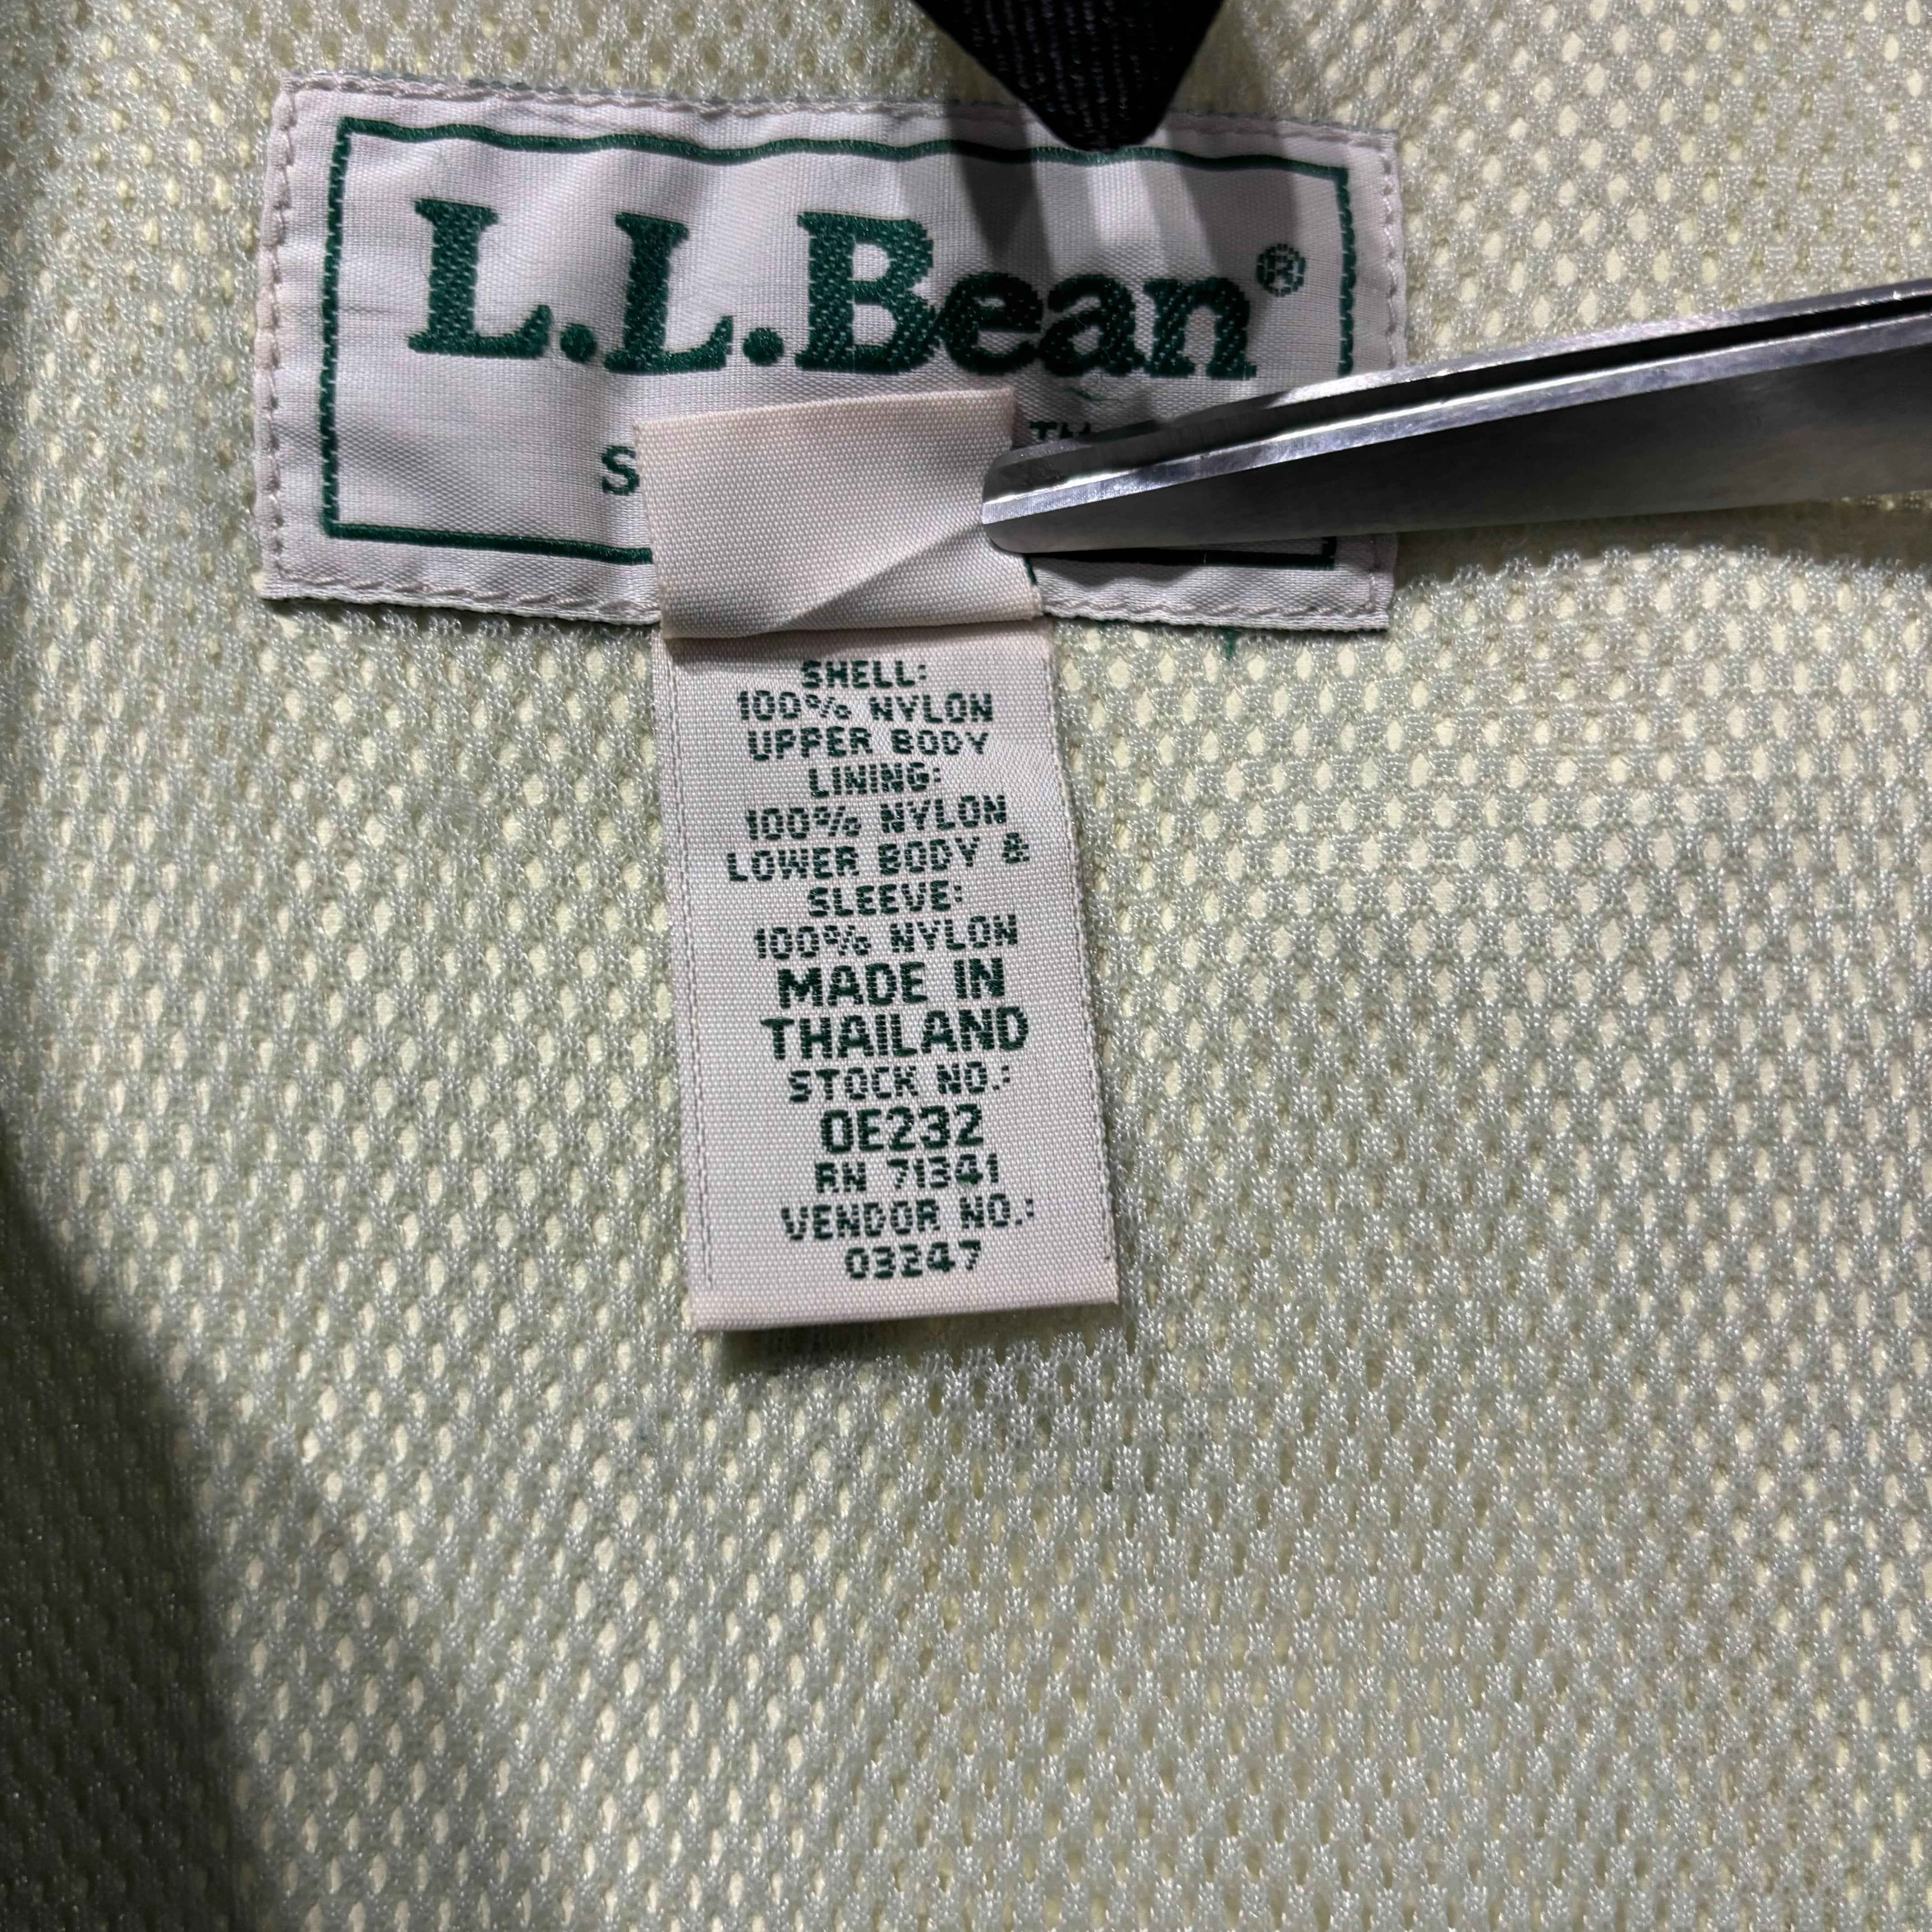 L.L.Bean®
TM
SHELL:
100% NYLON
UPPER BODY
LINING:
100% NYLON
LOWER BODY &
SLEEVE:
100% NYLON
MADE IN
THAILAND
STOCK NO.:
0E232
RN 71341
VENDOR NO.:
03247